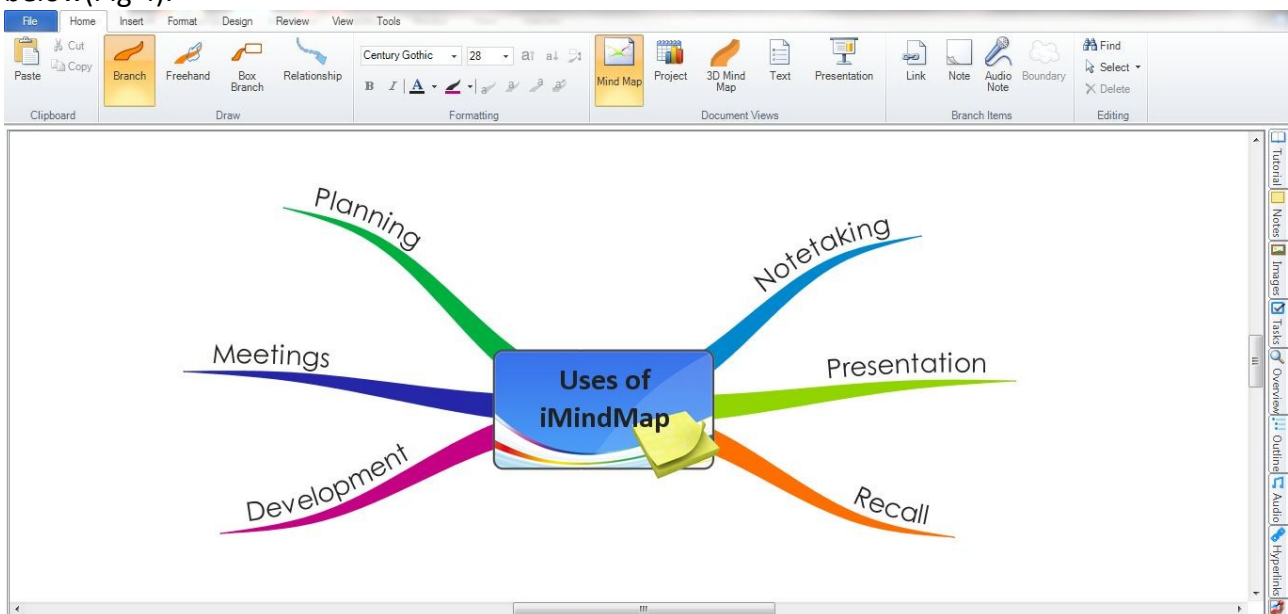 below(Fig 4).
File Home Insert Format Design Review View Tools
Paste
Cut
Copy
Clipboard
Branch
Freehand
Box
Branch
Relationship
Draw
Century Gothic 28
B I A
Formatting
Mind Map
Project
3D Mind
Map
Text
Presentation
Document Views
Link
Note
Audio
Note
Boundary
Branch Items
Find
Select
Delete
Editing
Planning
Meetings
Development
Uses of
iMindMap
Notetaking
Presentation
Recall
Tutorial
Notes
Images
Tasks
Overview
Outline
Audio
Hyperlinks